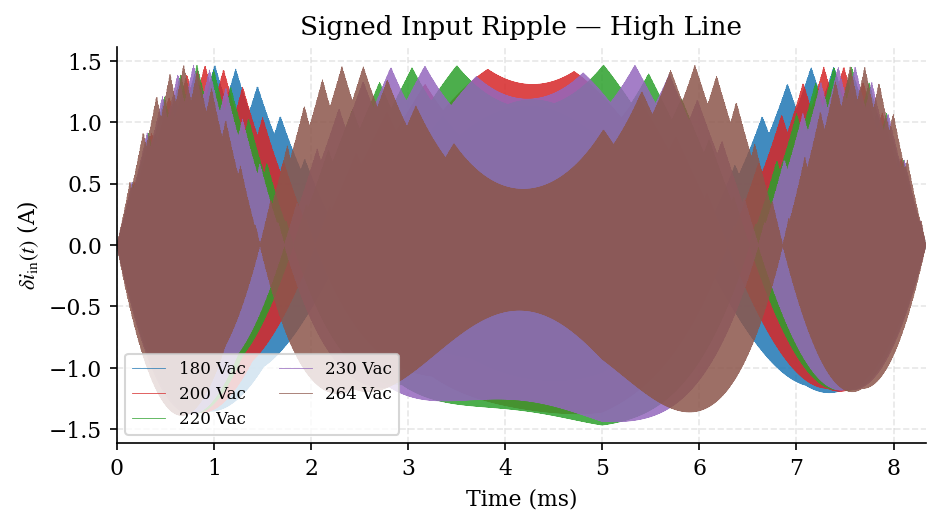 Signed Input Ripple — High Line
δi_in(t) (A)
1.5
1.0
0.5
0.0
−0.5
−1.0
−1.5
180 Vac 230 Vac
200 Vac 264 Vac
220 Vac
0 1 2 3 4 5 6 7 8
Time (ms)